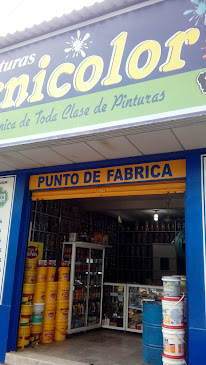 nturas
nicolor
nica de Toda Clase de Pinturas
PUNTO DE FABRICA